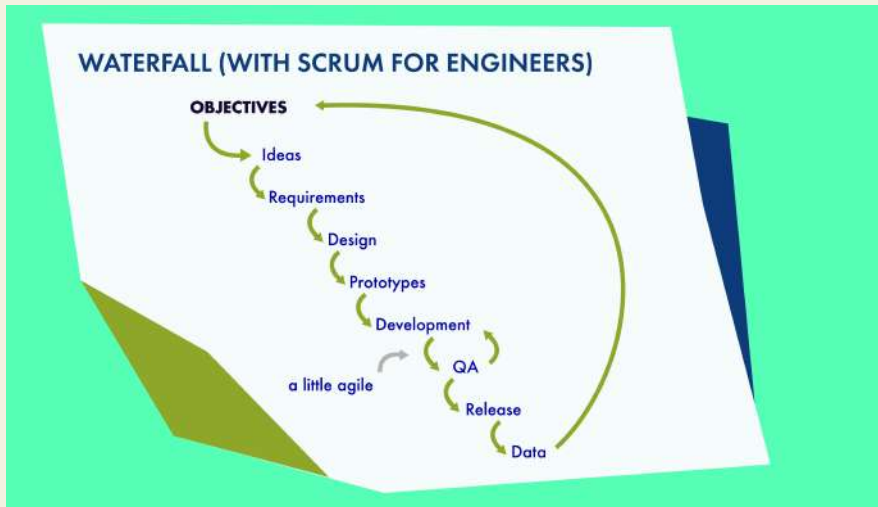 WATERFALL (WITH SCRUM FOR ENGINEERS)
OBJECTIVES
Ideas
Requirements
Design
Prototypes
Development
QA
a little agile
Release
Data